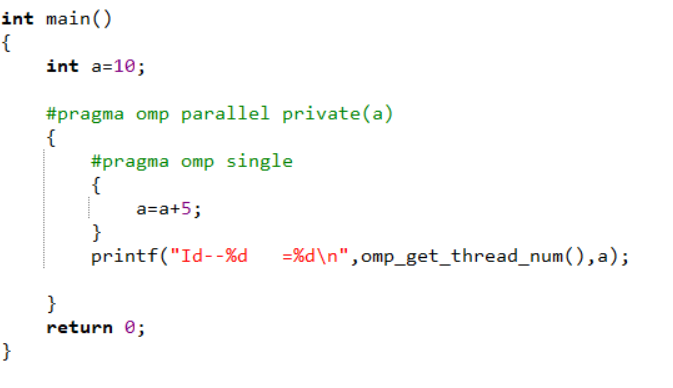 int main()
{
    int a=10;

    #pragma omp parallel private(a)
    {
        #pragma omp single
        {
            a=a+5;
        }
        printf("Id--%d   =%d\n",omp_get_thread_num(),a);

    }
    return 0;
}